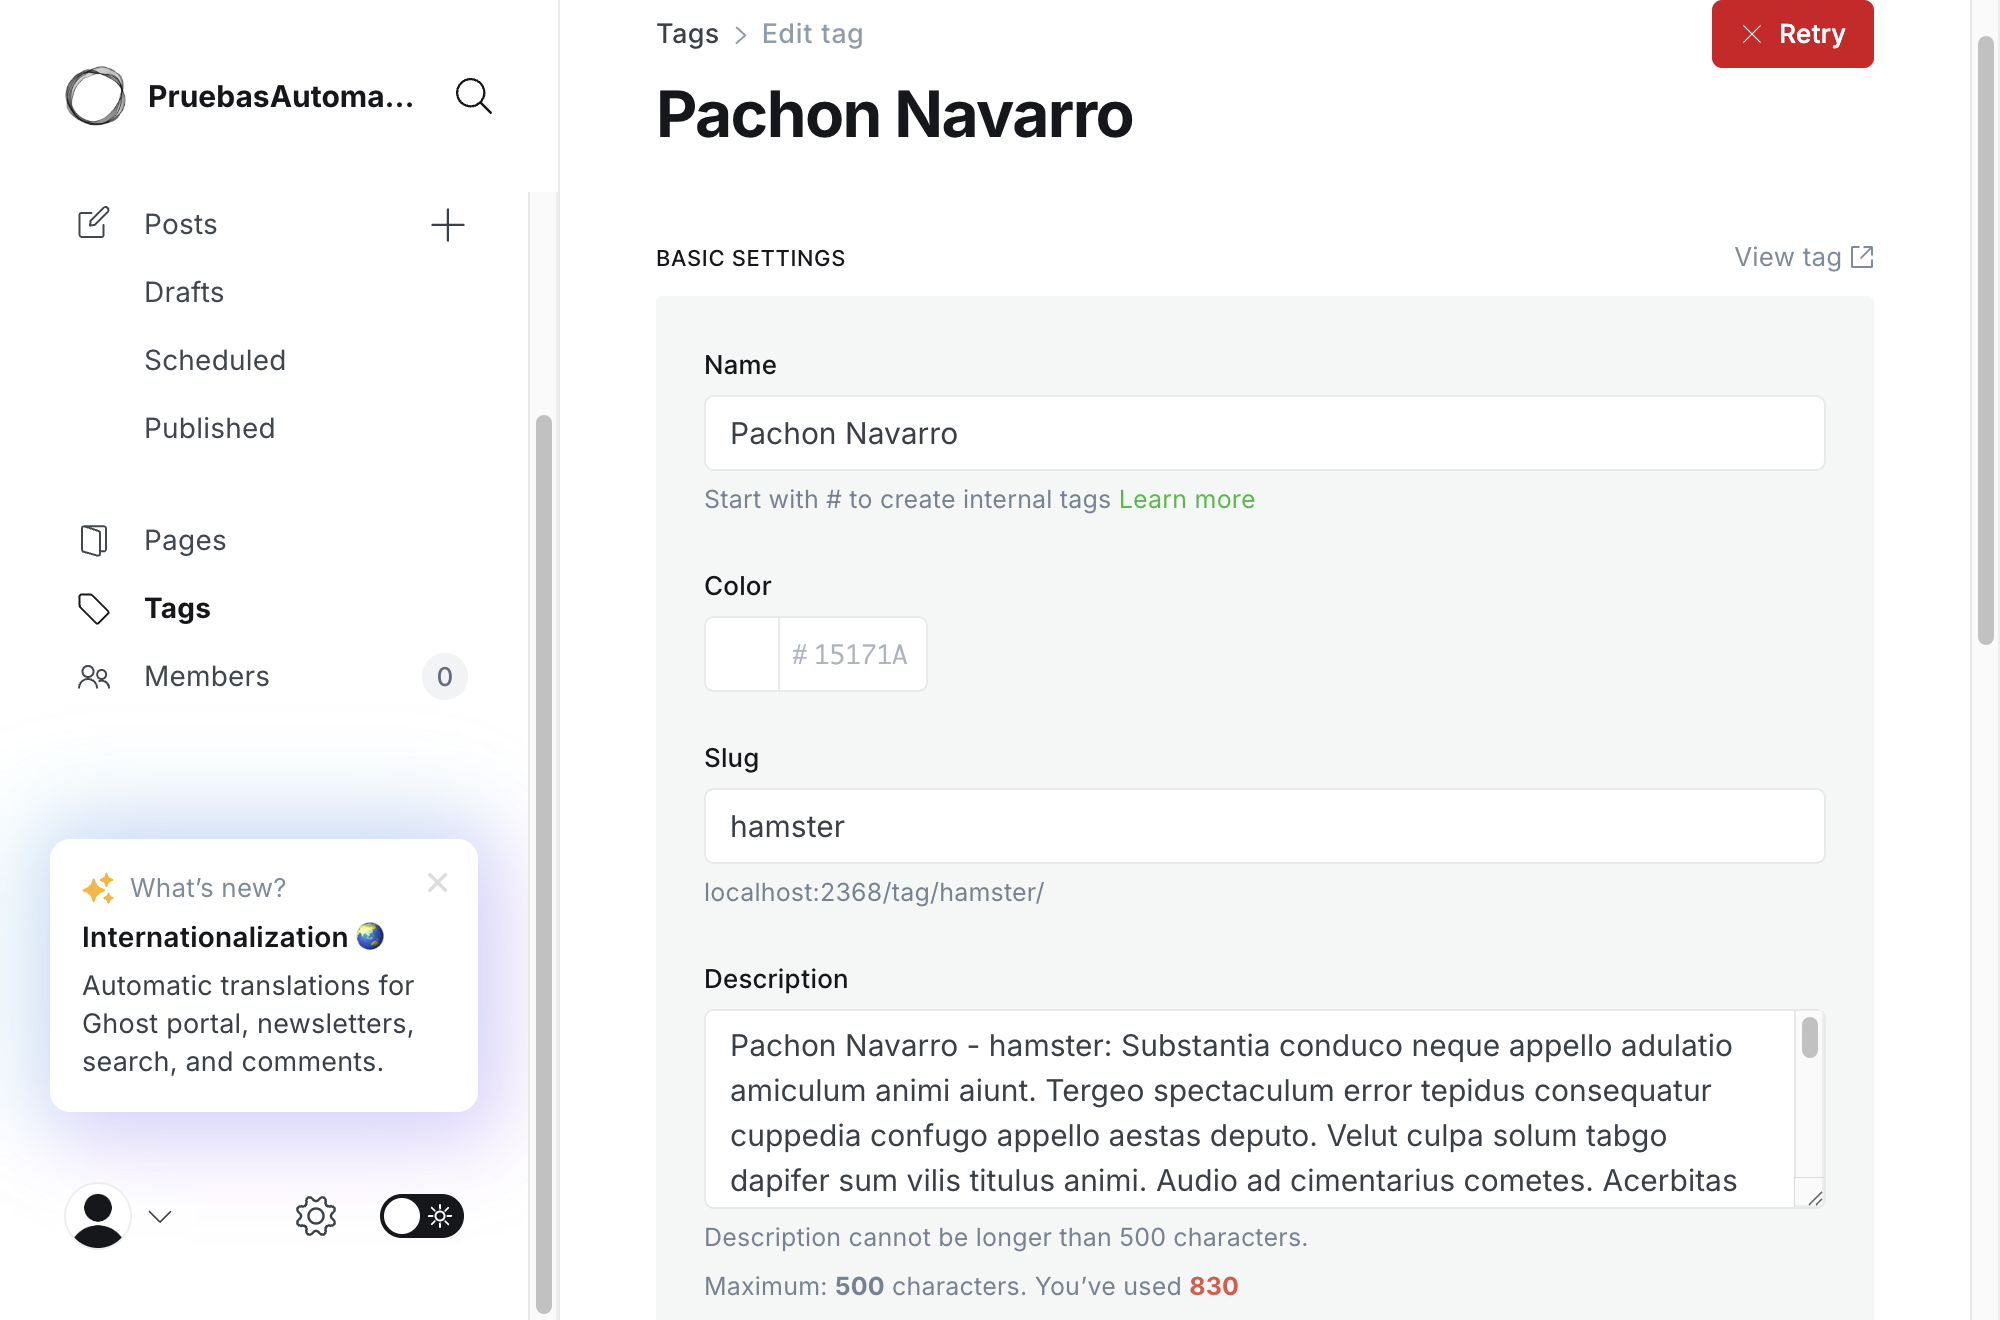 PruebasAutoma...
Posts
Drafts
Scheduled
Published
Pages
Tags
Members
0
What’s new?
Internationalization
Automatic translations for
Ghost portal, newsletters,
search, and comments.
Tags
Edit tag
Retry
Pachon Navarro
BASIC SETTINGS
View tag
Name
Pachon Navarro
Start with # to create internal tags Learn more
Color
# 15171A
Slug
hamster
localhost:2368/tag/hamster/
Description
Pachon Navarro - hamster: Substantia conduco neque appello adulatio
amiculum animi aiunt. Tergeo spectaculum error tepidus consequatur
cuppedia confugo appello aestas deputo. Velut culpa solum tabgo
dapifer sum vilis titulus animi. Audio ad cimentarius cometes. Acerbitas
Description cannot be longer than 500 characters.
Maximum: 500 characters. You’ve used 830